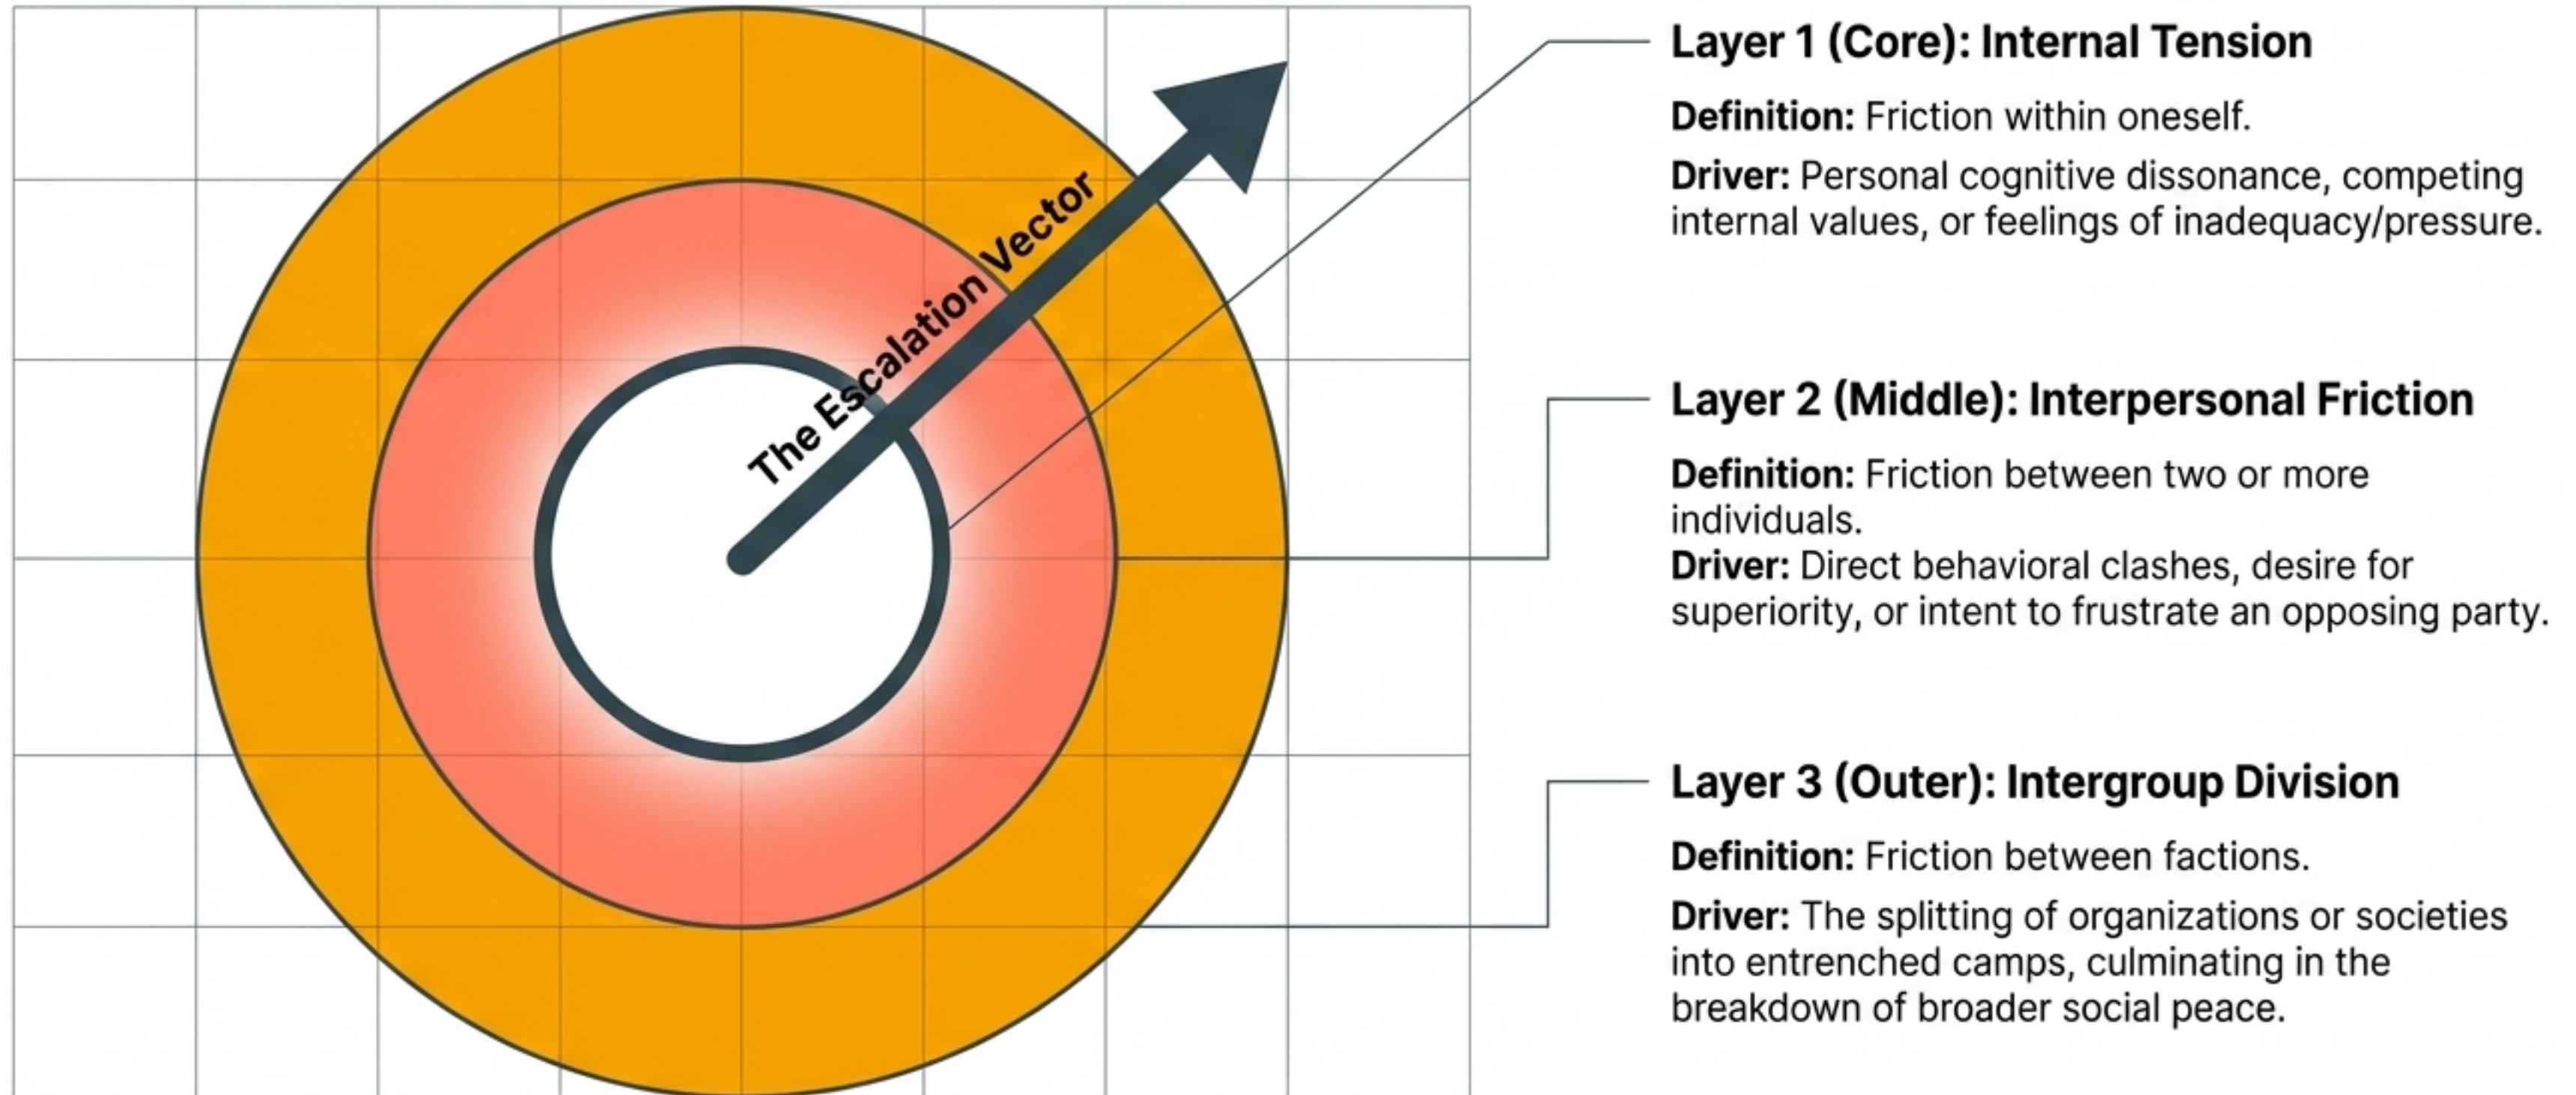 The Escalation Vector
Layer 1 (Core): Internal Tension
Definition: Friction within oneself.
Driver: Personal cognitive dissonance, competing
internal values, or feelings of inadequacy/pressure.
Layer 2 (Middle): Interpersonal Friction
Definition: Friction between two or more
individuals.
Driver: Direct behavioral clashes, desire for
superiority, or intent to frustrate an opposing party.
Layer 3 (Outer): Intergroup Division
Definition: Friction between factions.
Driver: The splitting of organizations or societies
into entrenched camps, culminating in the
breakdown of broader social peace.